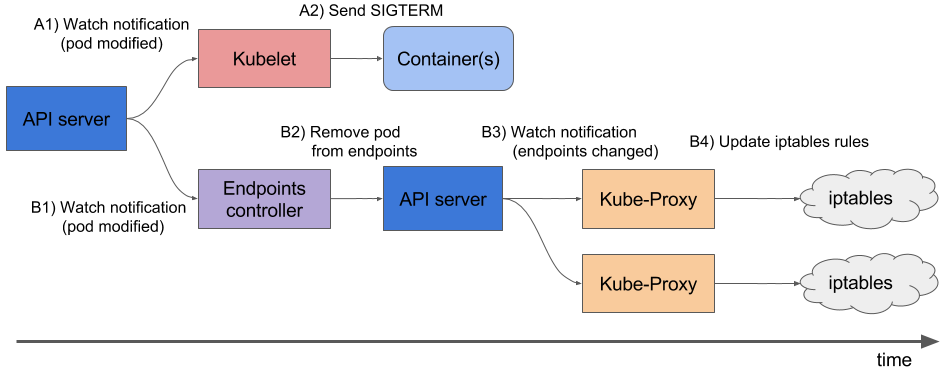 A2) Send SIGTERM
A1) Watch notification
(pod modified)
Kubelet
Container(s)
API server
B2) Remove pod
from endpoints
B3) Watch notification
(endpoints changed)
B4) Update iptables rules
Endpoints
controller
API server
Kube-Proxy
iptables
B1) Watch notification
(pod modified)
Kube-Proxy
iptables
time